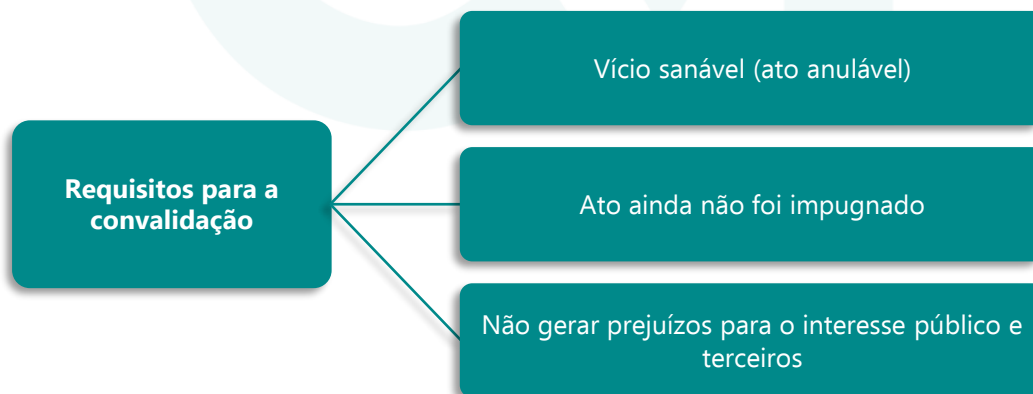 Vício sanável (ato anulável)
Requisitos para a
convalidação
Ato ainda não foi impugnado
Não gerar prejuízos para o interesse público e
terceiros